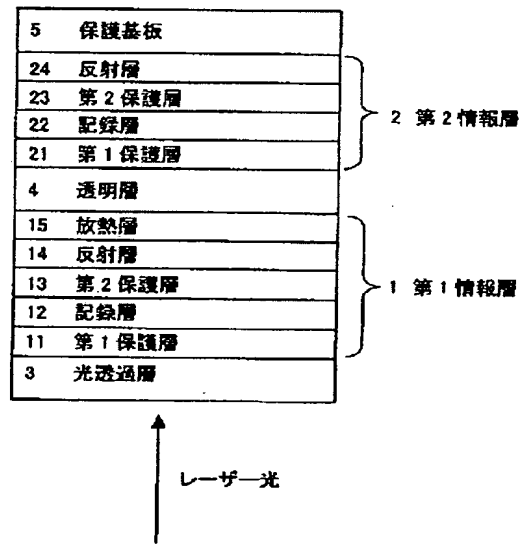 5 保護基板
24 反射層
23 第2保護層
22 記録層
21 第1保護層
2 第2情報層
4 透明層
15 放熱層
14 反射層
13 第2保護層
12 記録層
11 第1保護層
1 第1情報層
3 光透過層
レーザー光